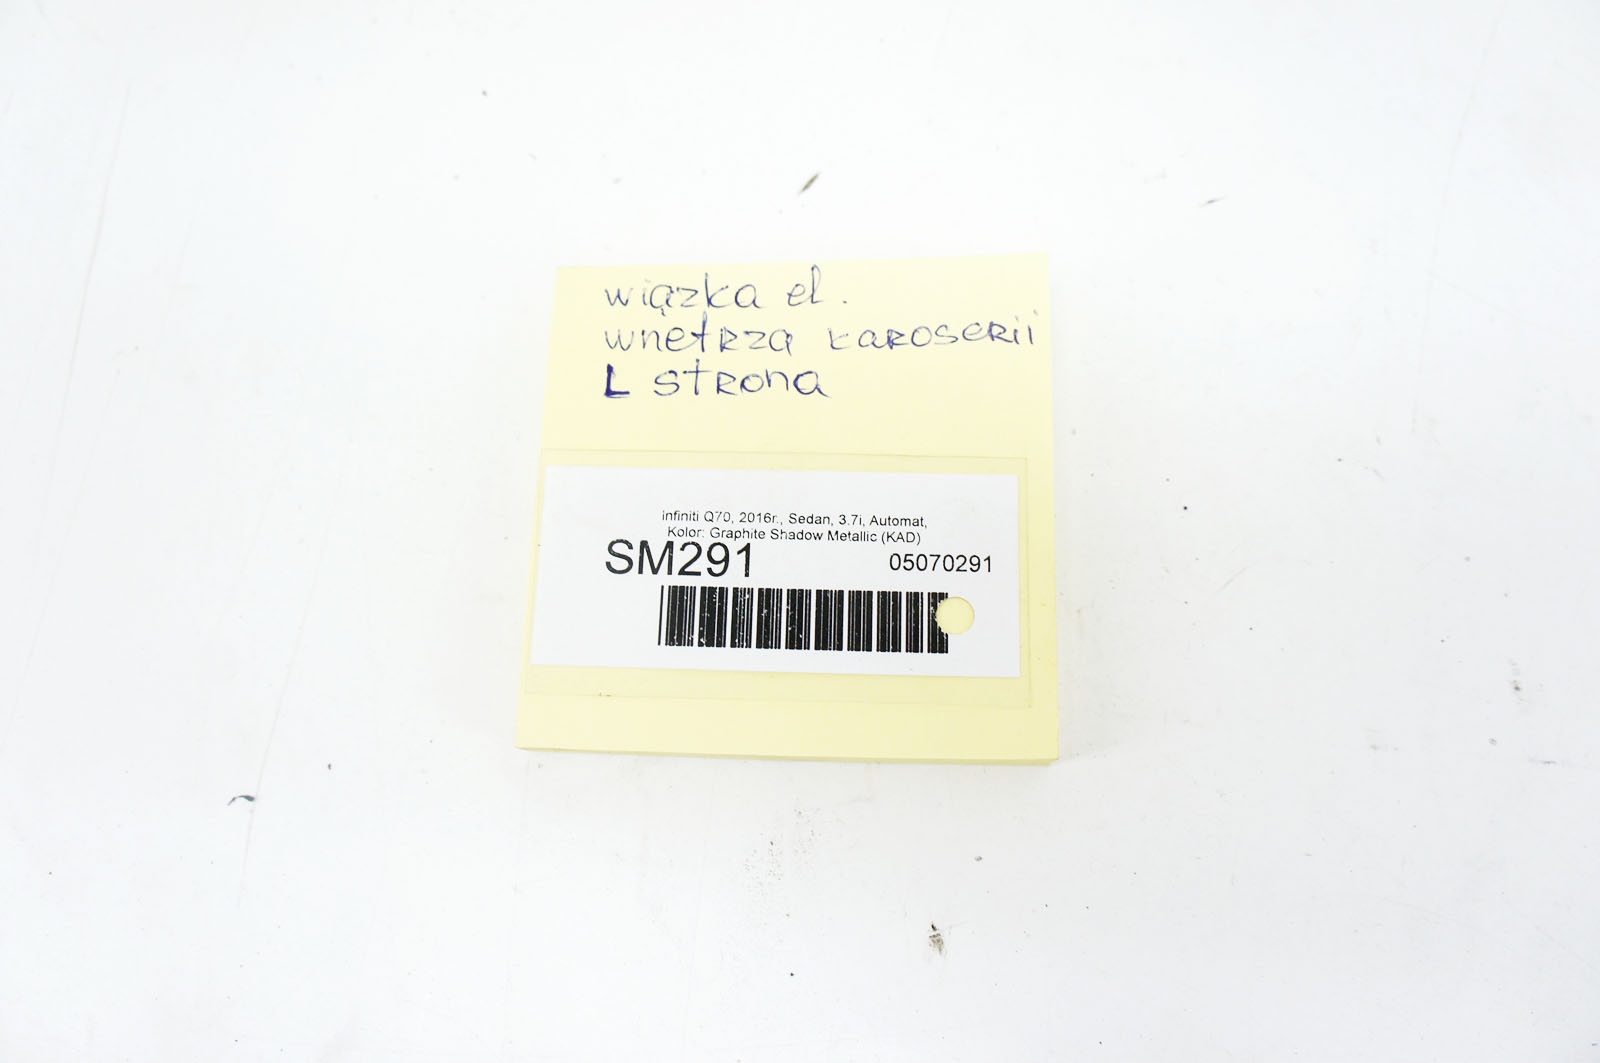 wiązka el.
wnetrza karoserii
L strona
Infiniti Q70, 2016r., Sedan, 3.7i, Automat,
Kolor: Graphite Shadow Metallic (KAD)
SM291 05070291